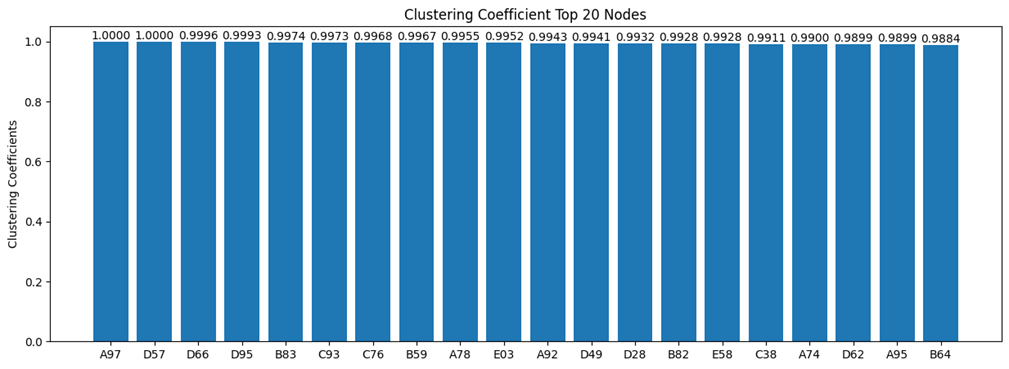 Clustering Coefficient Top 20 Nodes
Clustering Coefficients
1.0
0.8
0.6
0.4
0.2
0.0
1.0000 1.0000 0.9996 0.9993 0.9974 0.9973 0.9968 0.9967 0.9955 0.9952 0.9943 0.9941 0.9932 0.9928 0.9928 0.9911 0.9900 0.9899 0.9899 0.9884
A97 D57 D66 D95 B83 C93 C76 B59 A78 E03 A92 D49 D28 B82 E58 C38 A74 D62 A95 B64